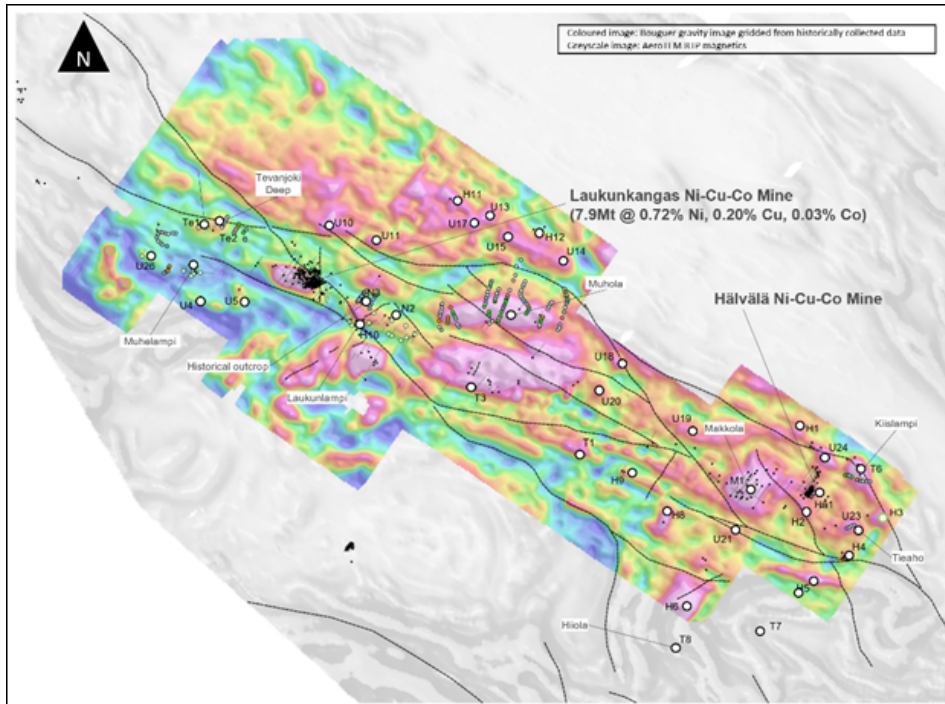 Coloured image: Bouguer gravity image gridded from historically collected data
Greyscale image: AeroTEM RTP magnetics
N
Tevanjoki
Deep
H11
Laukunkangas Ni-Cu-Co Mine
(7.9Mt @ 0.72% Ni, 0.20% Cu, 0.03% Co)
U13
U17
Te1
U10
Te2
U11
U15
H12
U14
U26
Muhola
Hälvälä Ni-Cu-Co Mine
U4
U5
N3
N2
H10
Muhelampi
Historical outcrop
U18
Laukunlampi
T3
U20
U19
H1
Makkola
Kiislampi
U24
T1
T6
H9
M1
Hä1
H8
H2
H3
U23
U21
H4
Tieaho
H5
H6
Hiiola
T7
T8